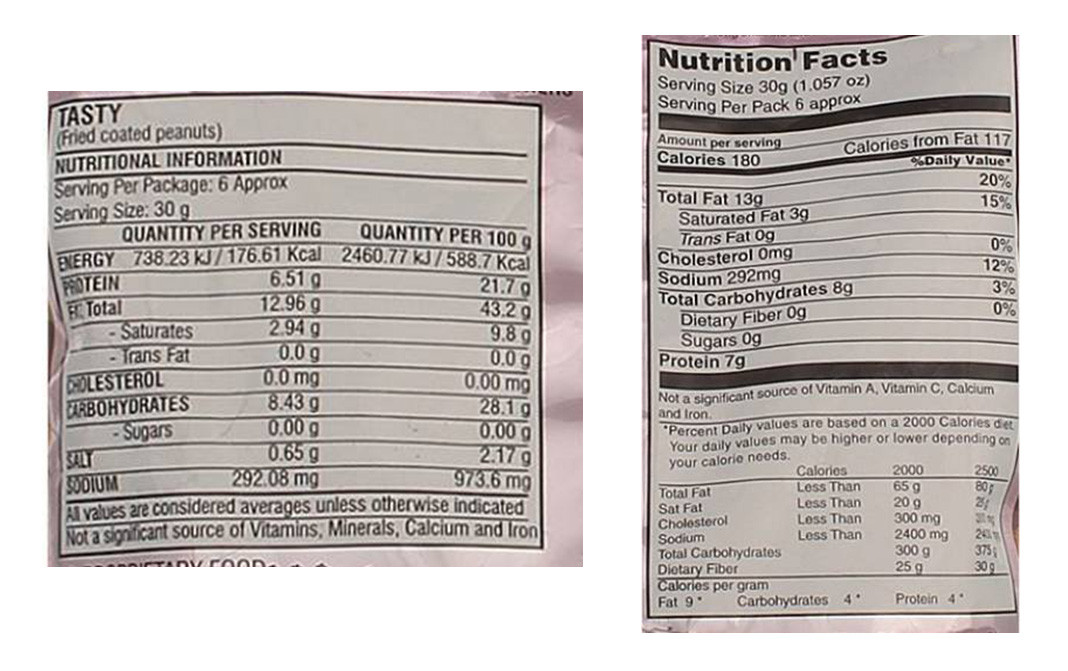 TASTY
(Fried coated peanuts)
NUTRITIONAL INFORMATION
Serving Per Package: 6 Approx
Serving Size: 30 g
QUANTITY PER SERVING QUANTITY PER 100 g
ENERGY 738.23 kJ / 176.61 Kcal 2460.77 kJ / 588.7 Kcal
PROTEIN 6.51 g 21.7 g
Total 12.96 g 43.2 g
- Saturates 2.94 g 9.8 g
- Trans Fat 0.0 g 0.0 g
CHOLESTEROL 0.0 mg 0.00 mg
CARBOHYDRATES 8.43 g 28.1 g
- Sugars 0.00 g 0.00 g
SALT 0.65 g 2.17 g
SODIUM 292.08 mg 973.6 mg
All values are considered averages unless otherwise indicated
Not a significant source of Vitamins, Minerals, Calcium and Iron
Nutrition Facts
Serving Size 30g (1.057 oz)
Serving Per Pack 6 approx
Amount per serving
Calories 180 Calories from Fat 117
%Daily Value*
Total Fat 13g 20%
Saturated Fat 3g 15%
Trans Fat 0g
Cholesterol 0mg 0%
Sodium 292mg 12%
Total Carbohydrates 8g 3%
Dietary Fiber 0g 0%
Sugars 0g
Protein 7g
Not a significant source of Vitamin A, Vitamin C, Calcium
and Iron.
*Percent Daily values are based on a 2000 Calories diet.
Your daily values may be higher or lower depending on
your calorie needs.
Calories 2000 2500
Total Fat Less Than 65 g 80g
Sat Fat Less Than 20 g
Cholesterol Less Than 300 mg
Sodium Less Than 2400 mg
Total Carbohydrates 300 g 375
Dietary Fiber 25 g 30 g
Calories per gram
Fat 9* Carbohydrates 4* Protein 4*